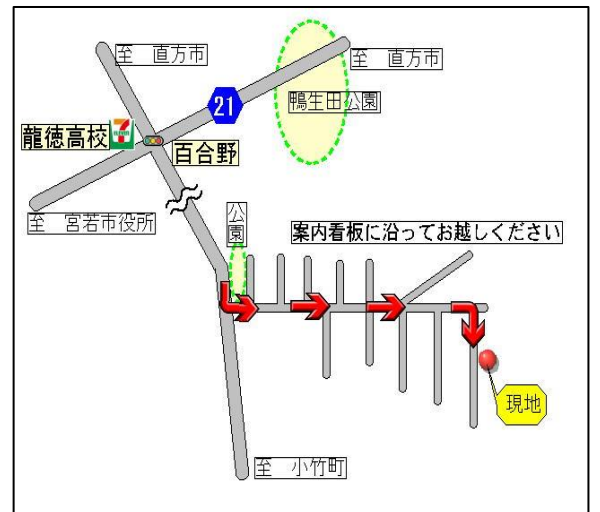 至 直方市
至 直方市
21
鴨生田公園
龍徳高校
7
百合野
至 宮若市役所
公園
案内看板に沿ってお越しください
現地
至 小竹町